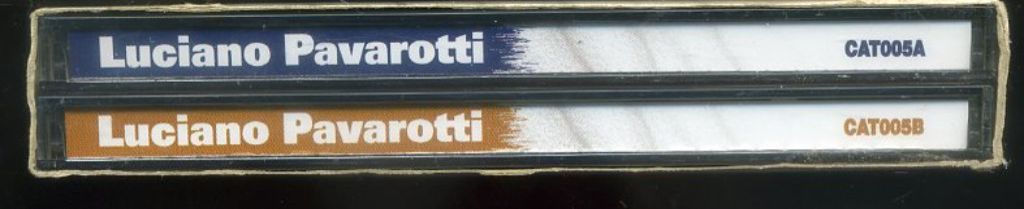 Luciano Pavarotti CAT005A
Luciano Pavarotti CAT005B